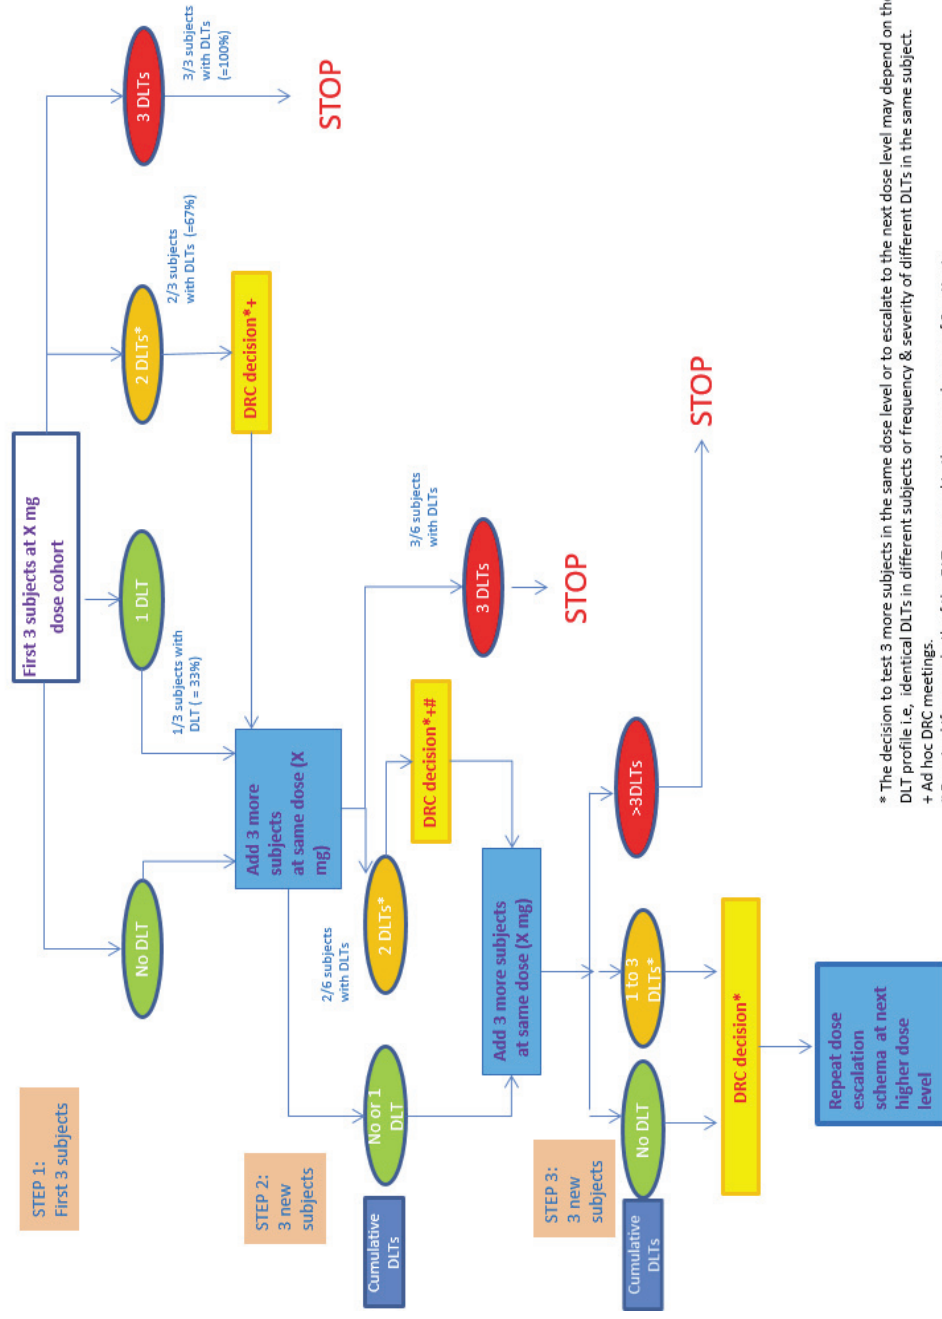 STEP 1:
First 3 subjects
First 3 subjects at X mg
dose cohort
No DLT
1 DLT
2 DLTs*
3 DLTs
1/3 subjects with
DLT ( = 33%)
2/3 subjects
with DLTs (=67%)
3/3 subjects
with DLTs
(=100%)
DRC decision*+
STOP
STEP 2:
3 new
subjects
Add 3 more
subjects
at same dose (X
mg)
Cumulative
DLTs
No or 1
DLT
2/6 subjects
with DLTs
2 DLTs*
DRC decision*+#
3/6 subjects
with DLTs
3 DLTs
STOP
Add 3 more subjects
at same dose (X mg)
STEP 3:
3 new
subjects
Cumulative
DLTs
No DLT
1 to 3
DLTs*
>3DLTs
STOP
DRC decision*
Repeat dose
escalation
schema at next
higher dose
level
* The decision to test 3 more subjects in the same dose level or to escalate to the next dose level may depend on the
DLT profile i.e, identical DLTs in different subjects or frequency & severity of different DLTs in the same subject.
+ Ad hoc DRC meetings.